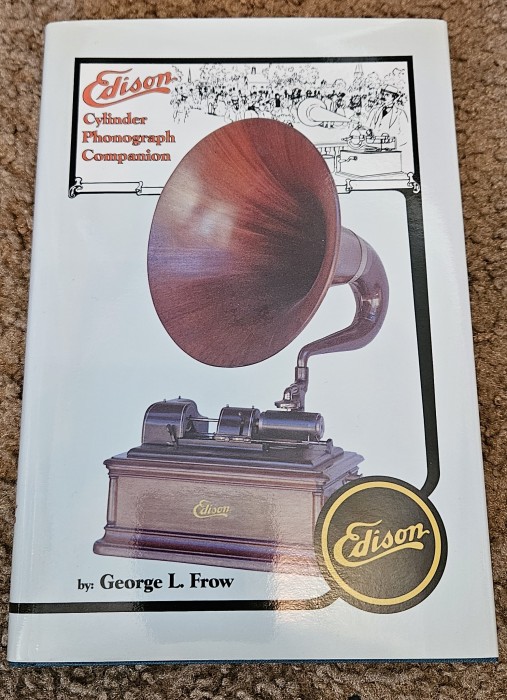 Edison
Cylinder
Phonograph
Companion
Edison
Edison
by: George L. Frow